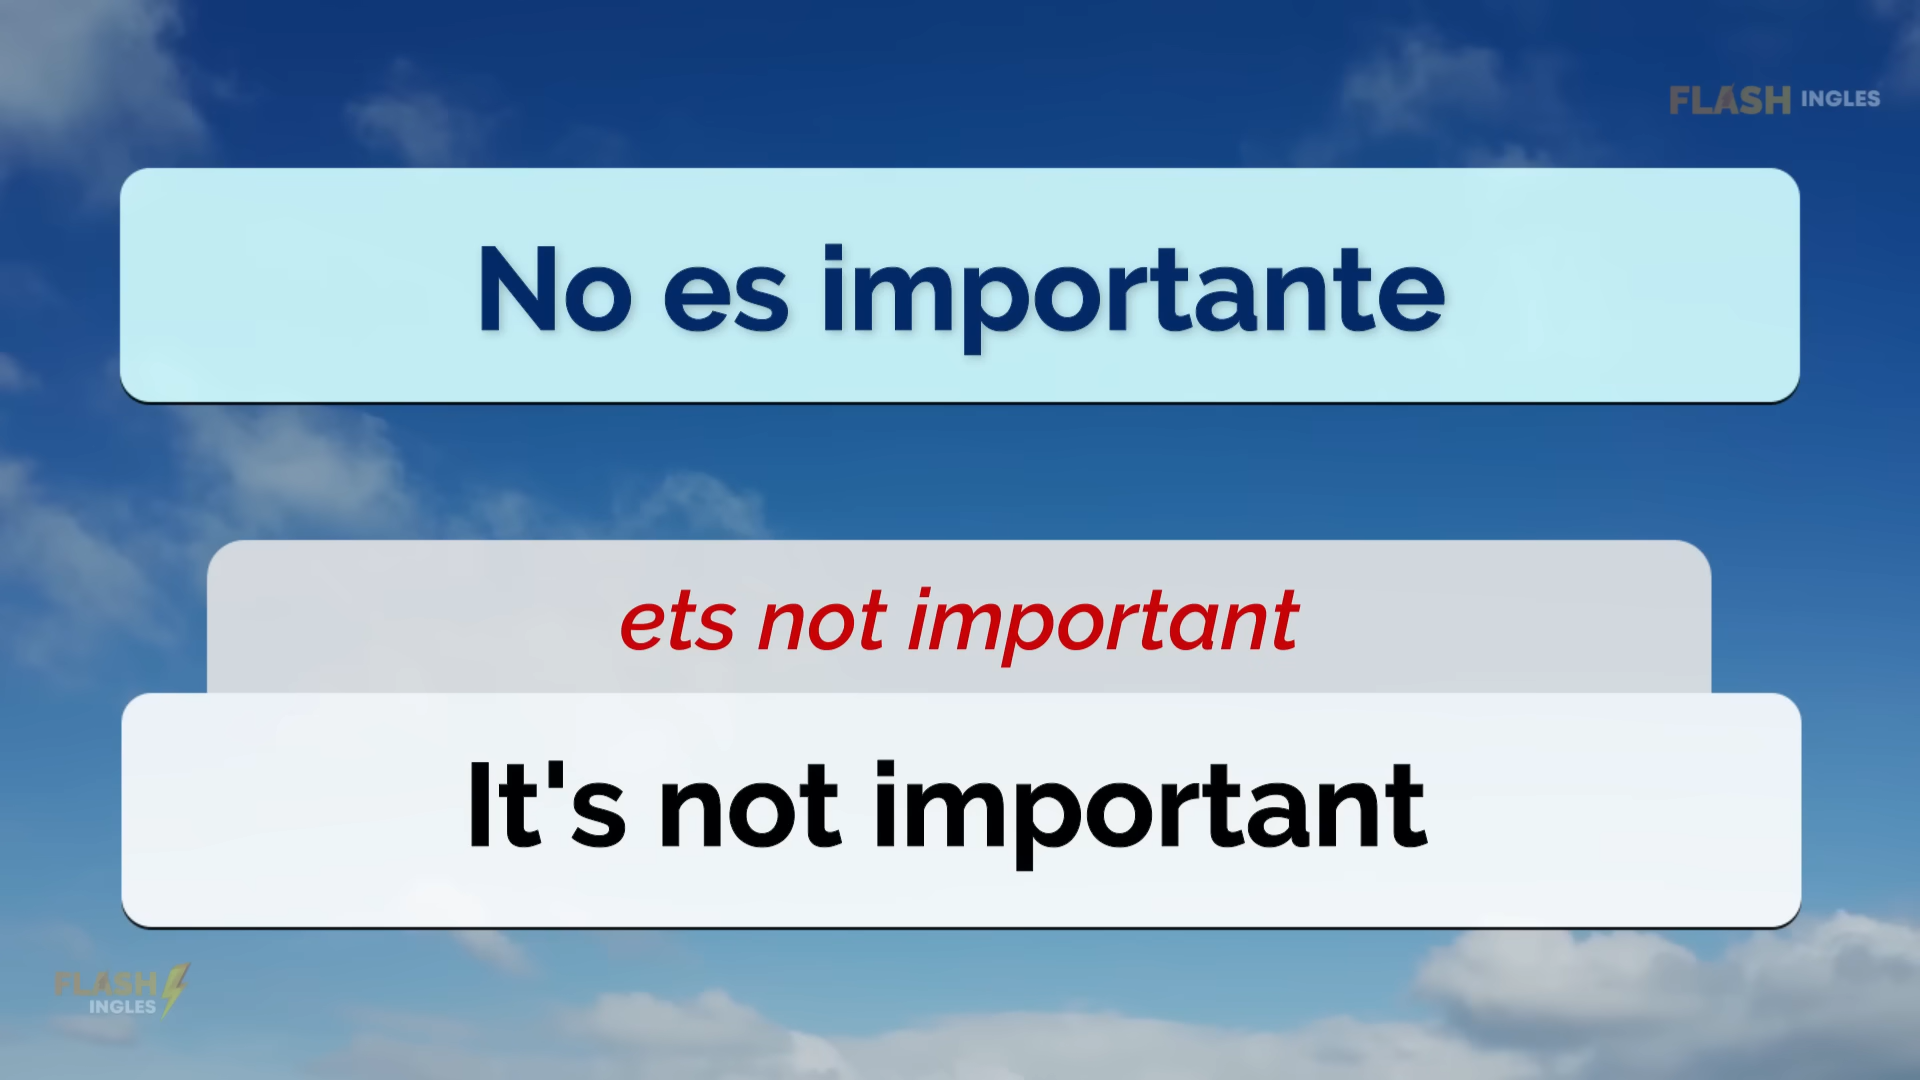 FLASH INGLES
No es importante
ets not important
It's not important
FLASH
INGLES